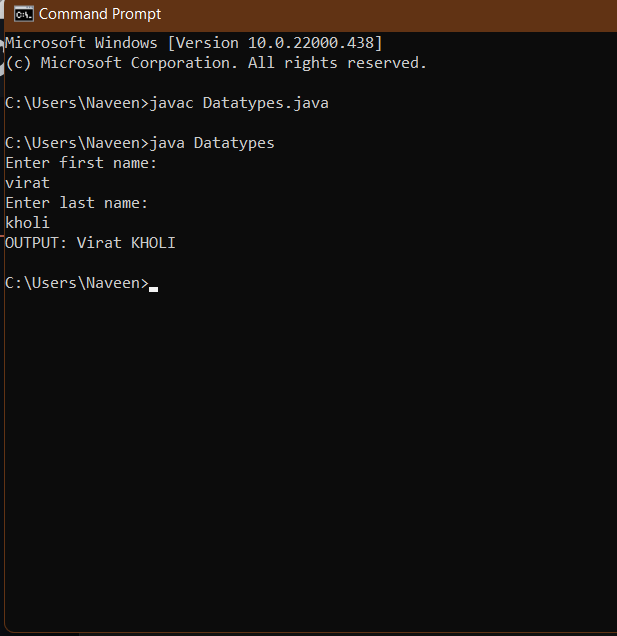 Command Prompt
Microsoft Windows [Version 10.0.22000.438]
(c) Microsoft Corporation. All rights reserved.
C:\Users\Naveen>javac Datatypes.java
C:\Users\Naveen>java Datatypes
Enter first name:
virat
Enter last name:
kholi
OUTPUT: Virat KHOLI
C:\Users\Naveen>